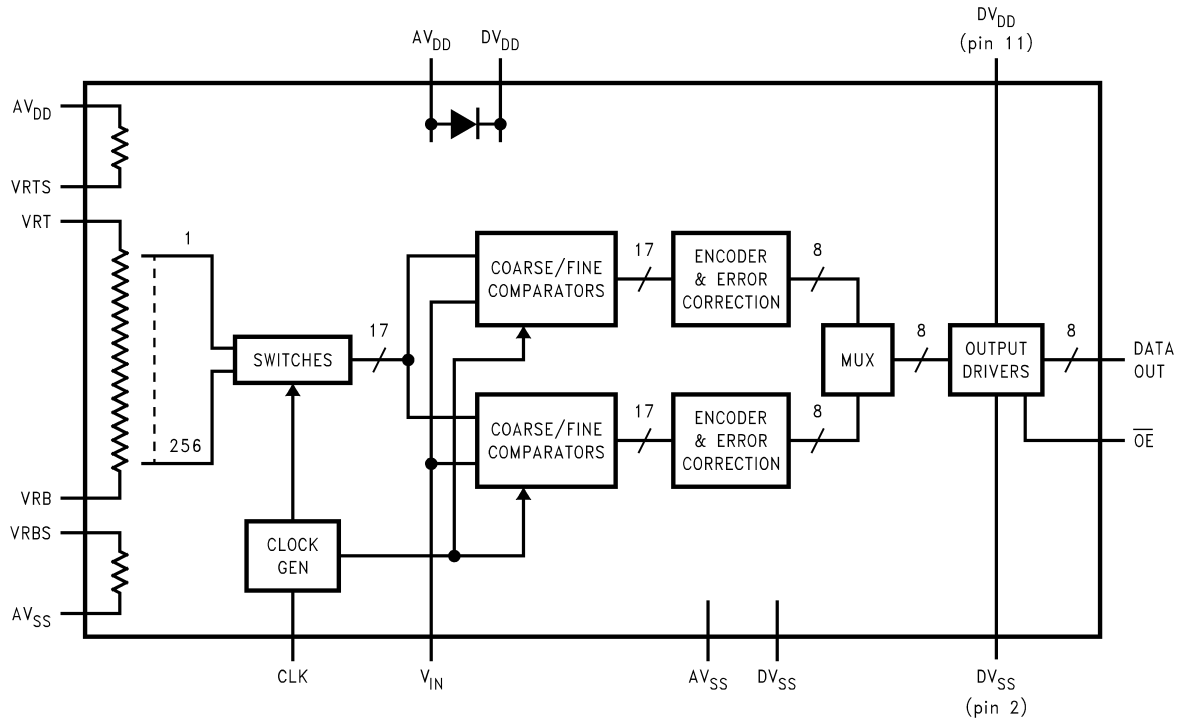 DVDD
(pin 11)
AVDD
DVDD
AVDD
VRTS
VRT
1
256
VRB
VRBS
AVSS
SWITCHES
17
CLOCK
GEN
COARSE/FINE
COMPARATORS
17
ENCODER
& ERROR
CORRECTION
8
COARSE/FINE
COMPARATORS
17
ENCODER
& ERROR
CORRECTION
8
MUX
8
OUTPUT
DRIVERS
8
DATA
OUT
OE
CLK
VIN
AVSS
DVSS
DVSS
(pin 2)